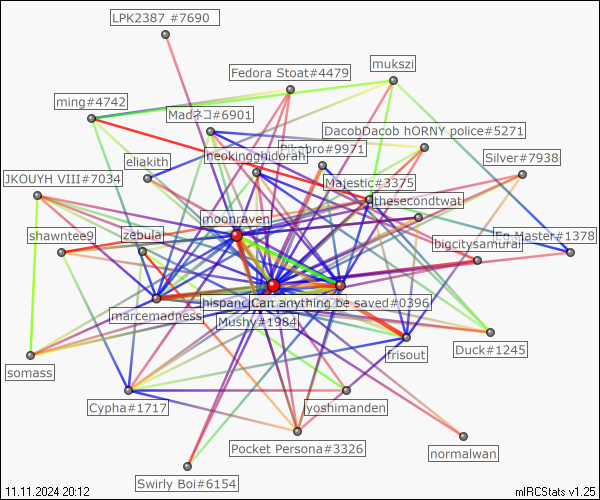 LPK2387 #7690
mukszi
Fedora Stoat#4479
ming#4742
Madネコ#6901
DacobDacob hORNY police#5271
Pikabro#9971
neokingghidorah
eliakith
Silver#7938
JKOUYH VIII#7034
Majestic#3375
thesecondtwat
moonraven
shawntee9
zebulai
En Master#1378
bigcitysamurai
hispand
Can anything be saved#0396
marcemadness
Mushy#1984
frisout
Duck#1245
somass
Cypha#1717
yoshimanden
Pocket Persona#3326
normalwan
Swirly Boi#6154
11.11.2024 20:12
mIRCStats v1.25